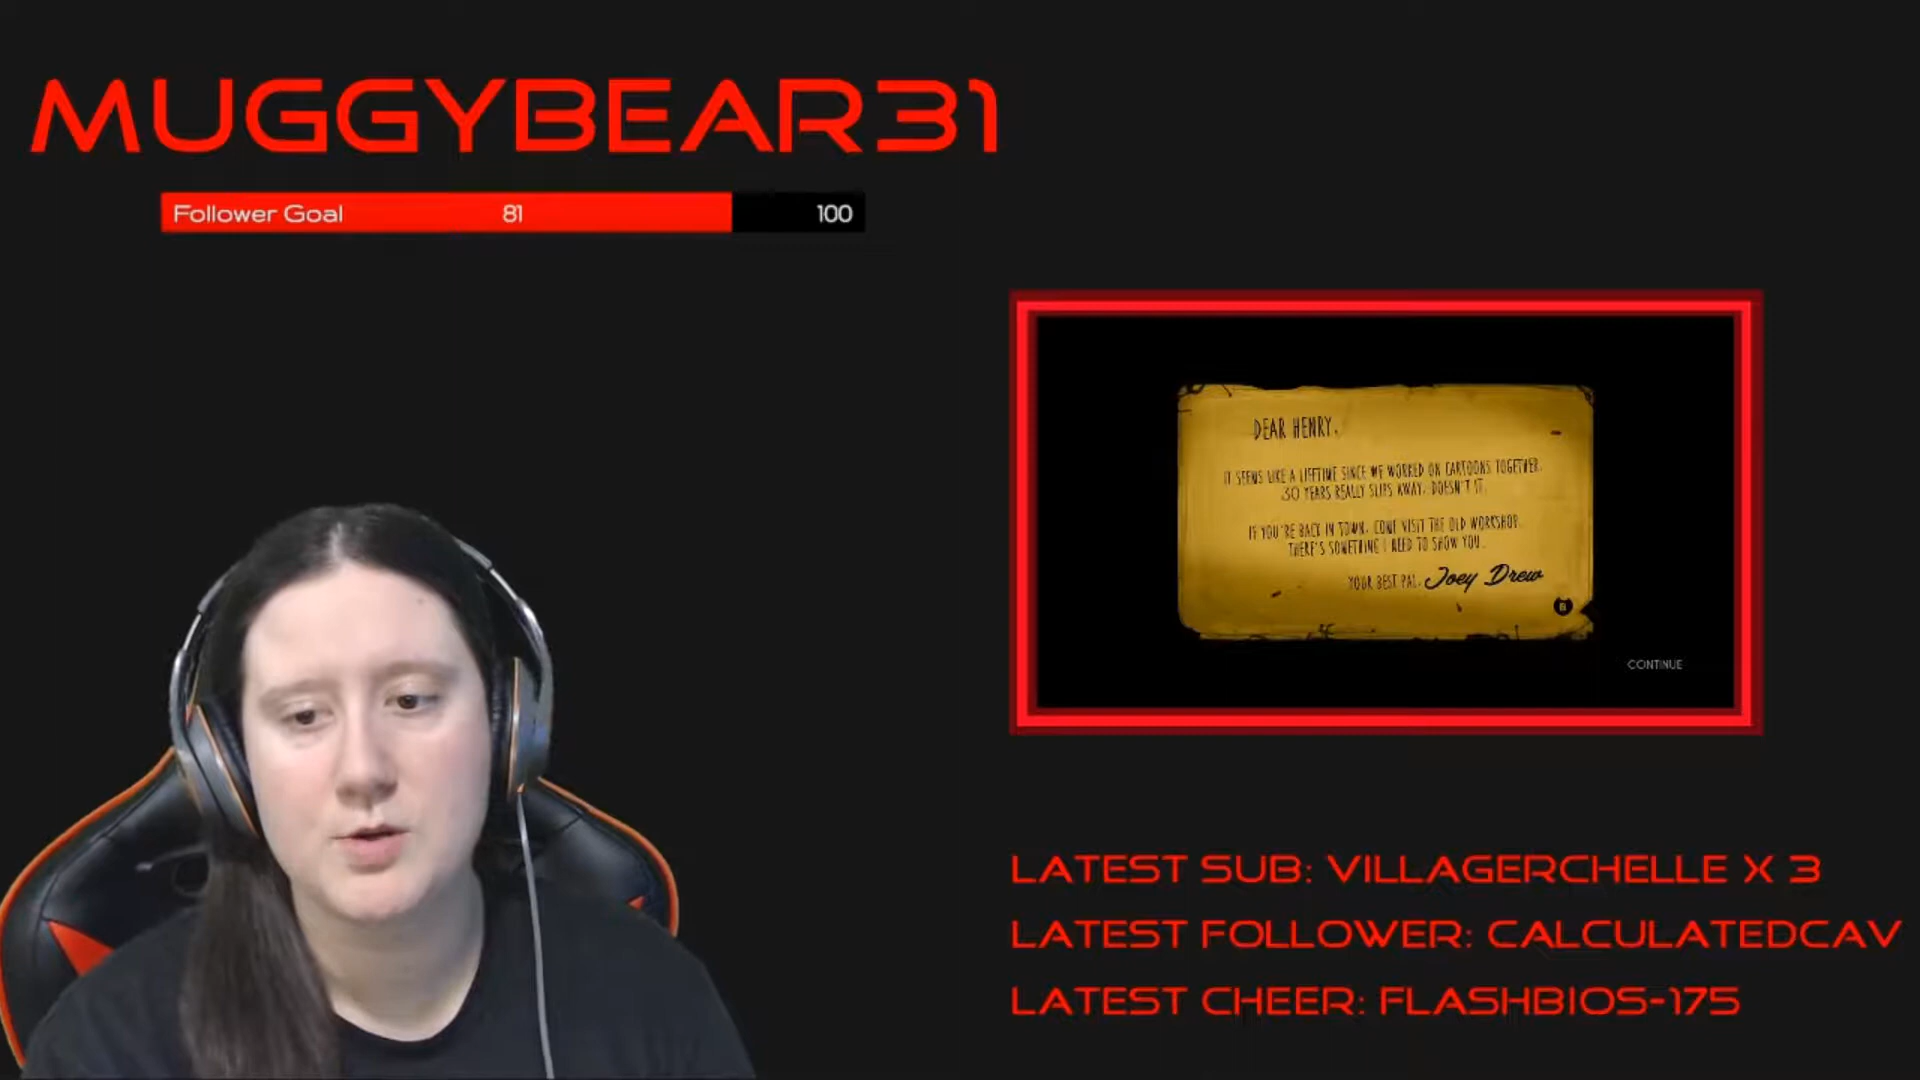 MUGGYBEAR31
Follower Goal 81 100
DEAR HENRY,
IT SEEMS LIKE A LIFETIME SINCE WE WORKED ON CARTOONS TOGETHER.
30 YEARS REALLY SLIPS AWAY, DOESN'T IT.
IF YOU'RE BACK IN TOWN, COME VISIT THE OLD WORKSHOP.
THERE'S SOMETHING I NEED TO SHOW YOU.
YOUR BEST PAL, Joey Drew
CONTINUE
LATEST SUB: VILLAGERCHELLE X 3
LATEST FOLLOWER: CALCULATEDCAV
LATEST CHEER: FLASHBIOS-175